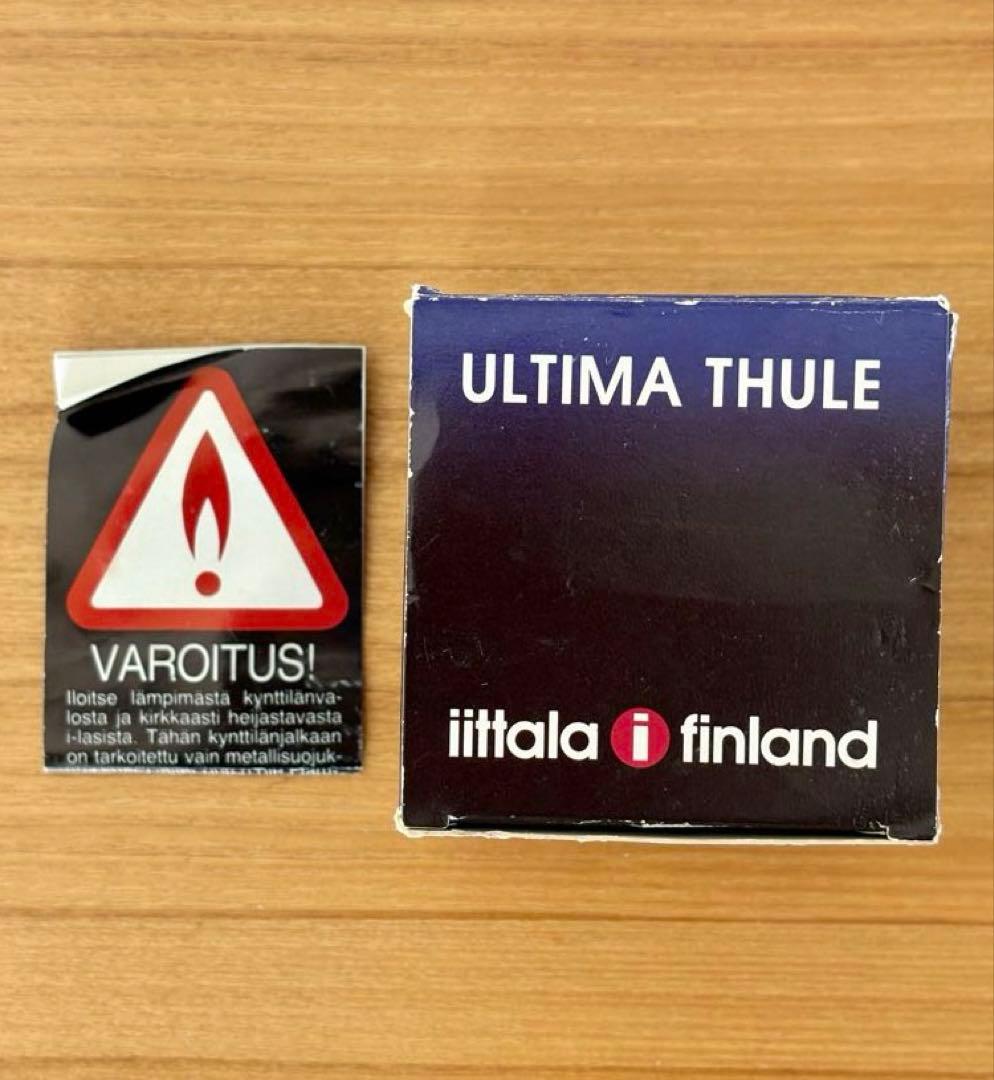 VAROITUS!
Iloitse lämpimästä kynttilänva-
losta ja kirkkaasti heijastavasta
i-lasista. Tähän kynttilänjalkaan
on tarkoitettu vain metallisuojuk-
ULTIMA THULE
iittala i finland